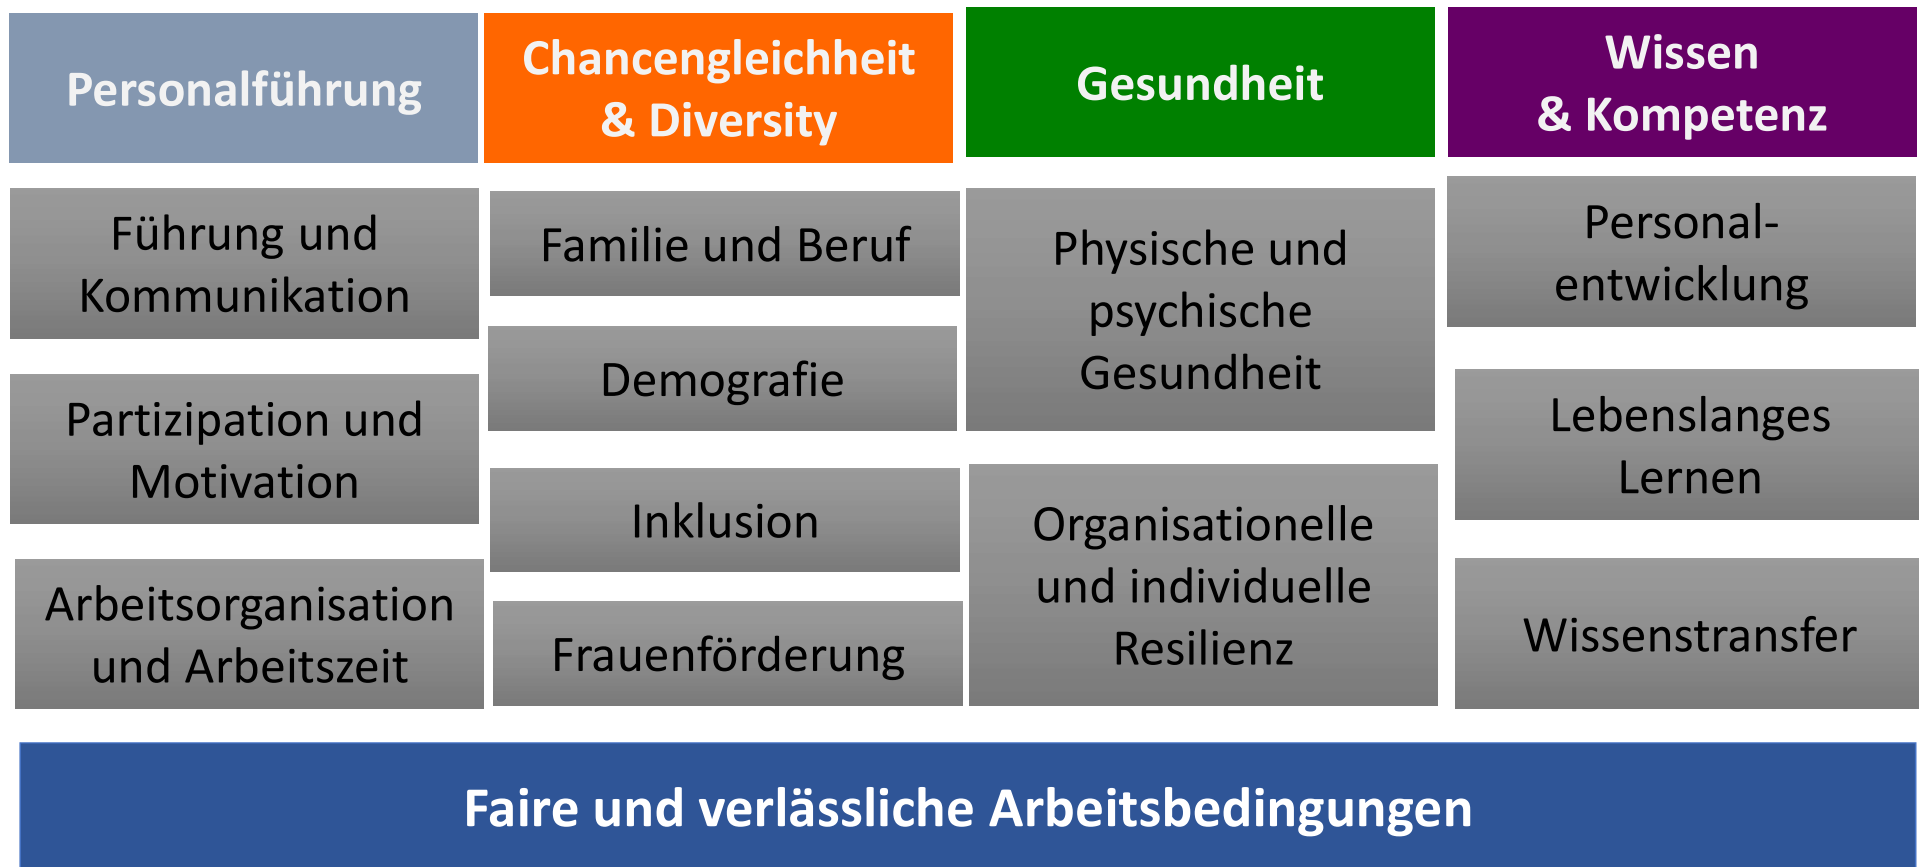 Personalführung
Chancengleichheit
& Diversity
Gesundheit
Wissen
& Kompetenz
Führung und
Kommunikation
Partizipation und
Motivation
Arbeitsorganisation
und Arbeitszeit
Familie und Beruf
Demografie
Inklusion
Frauenförderung
Physische und
psychische
Gesundheit
Organisationelle
und individuelle
Resilienz
Personal-
entwicklung
Lebenslanges
Lernen
Wissenstransfer
Faire und verlässliche Arbeitsbedingungen